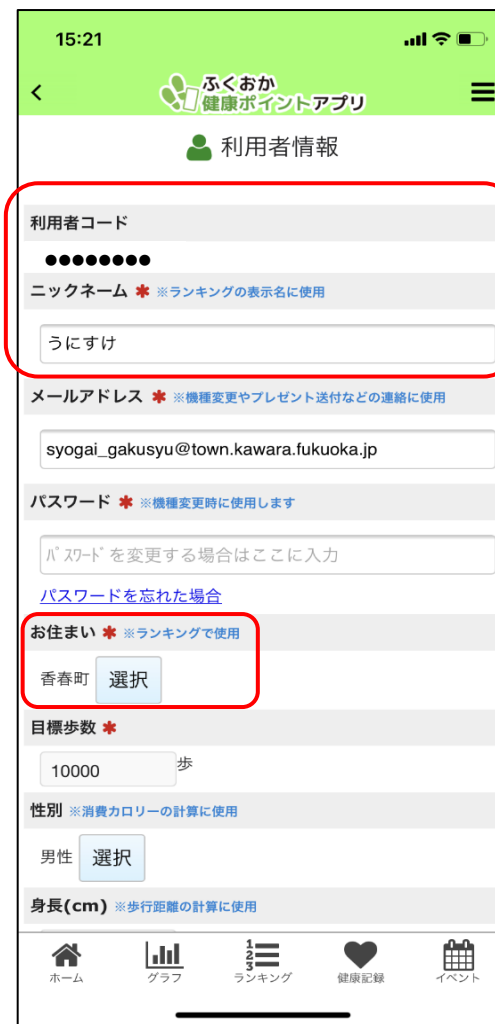 15:21
ふくおか
健康ポイントアプリ
利用者情報
利用者コード
●●●●●●●●
ニックネーム ✱ ※ランキングの表示名に使用
うにすけ
メールアドレス ✱ ※機種変更やプレゼント送付などの連絡に使用
syogai_gakusyu@town.kawara.fukuoka.jp
パスワード ✱ ※機種変更時に使用します
ﾊﾟｽﾜｰﾄﾞを変更する場合はここに入力
パスワードを忘れた場合
お住まい ✱ ※ランキングで使用
香春町 選択
目標歩数 ✱
10000 歩
性別 ※消費カロリーの計算に使用
男性 選択
身長(cm) ※歩行距離の計算に使用
ホーム グラフ ランキング 健康記録 イベント